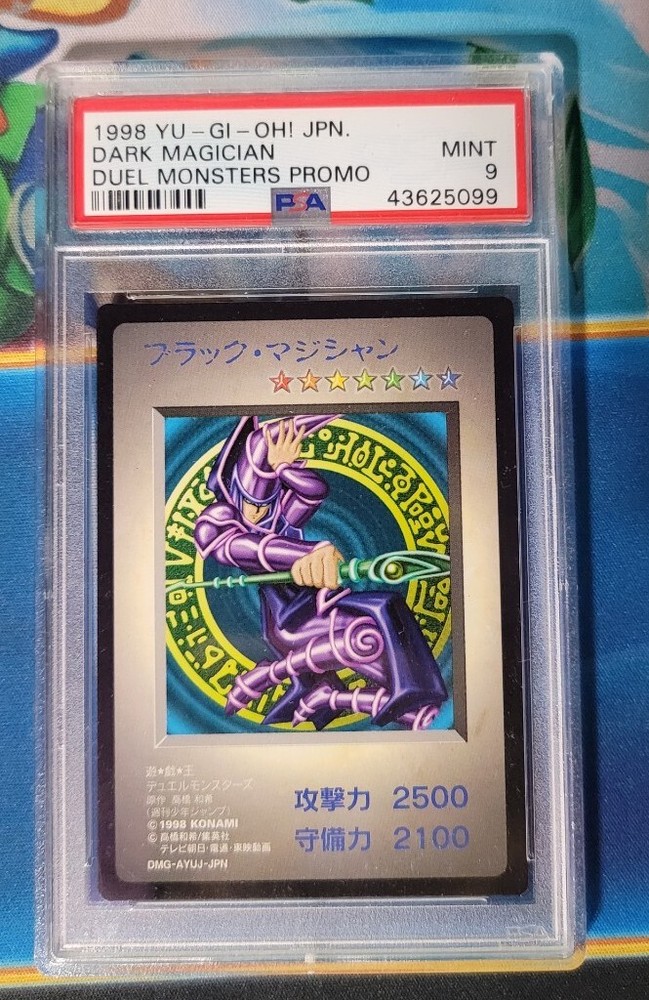 1998 YU-GI-OH! JPN.
DARK MAGICIAN MINT
DUEL MONSTERS PROMO 9
PSA 43625099
ブラック・マジシャン
遊★戯★王
デュエルモンスターズ
原作 高橋 和希
(週刊少年ジャンプ)
©1998 KONAMI
©高橋和希/集英社
テレビ朝日・電通・東映動画
DMG-AYUJ-JPN
攻撃力 2500
守備力 2100
PSA